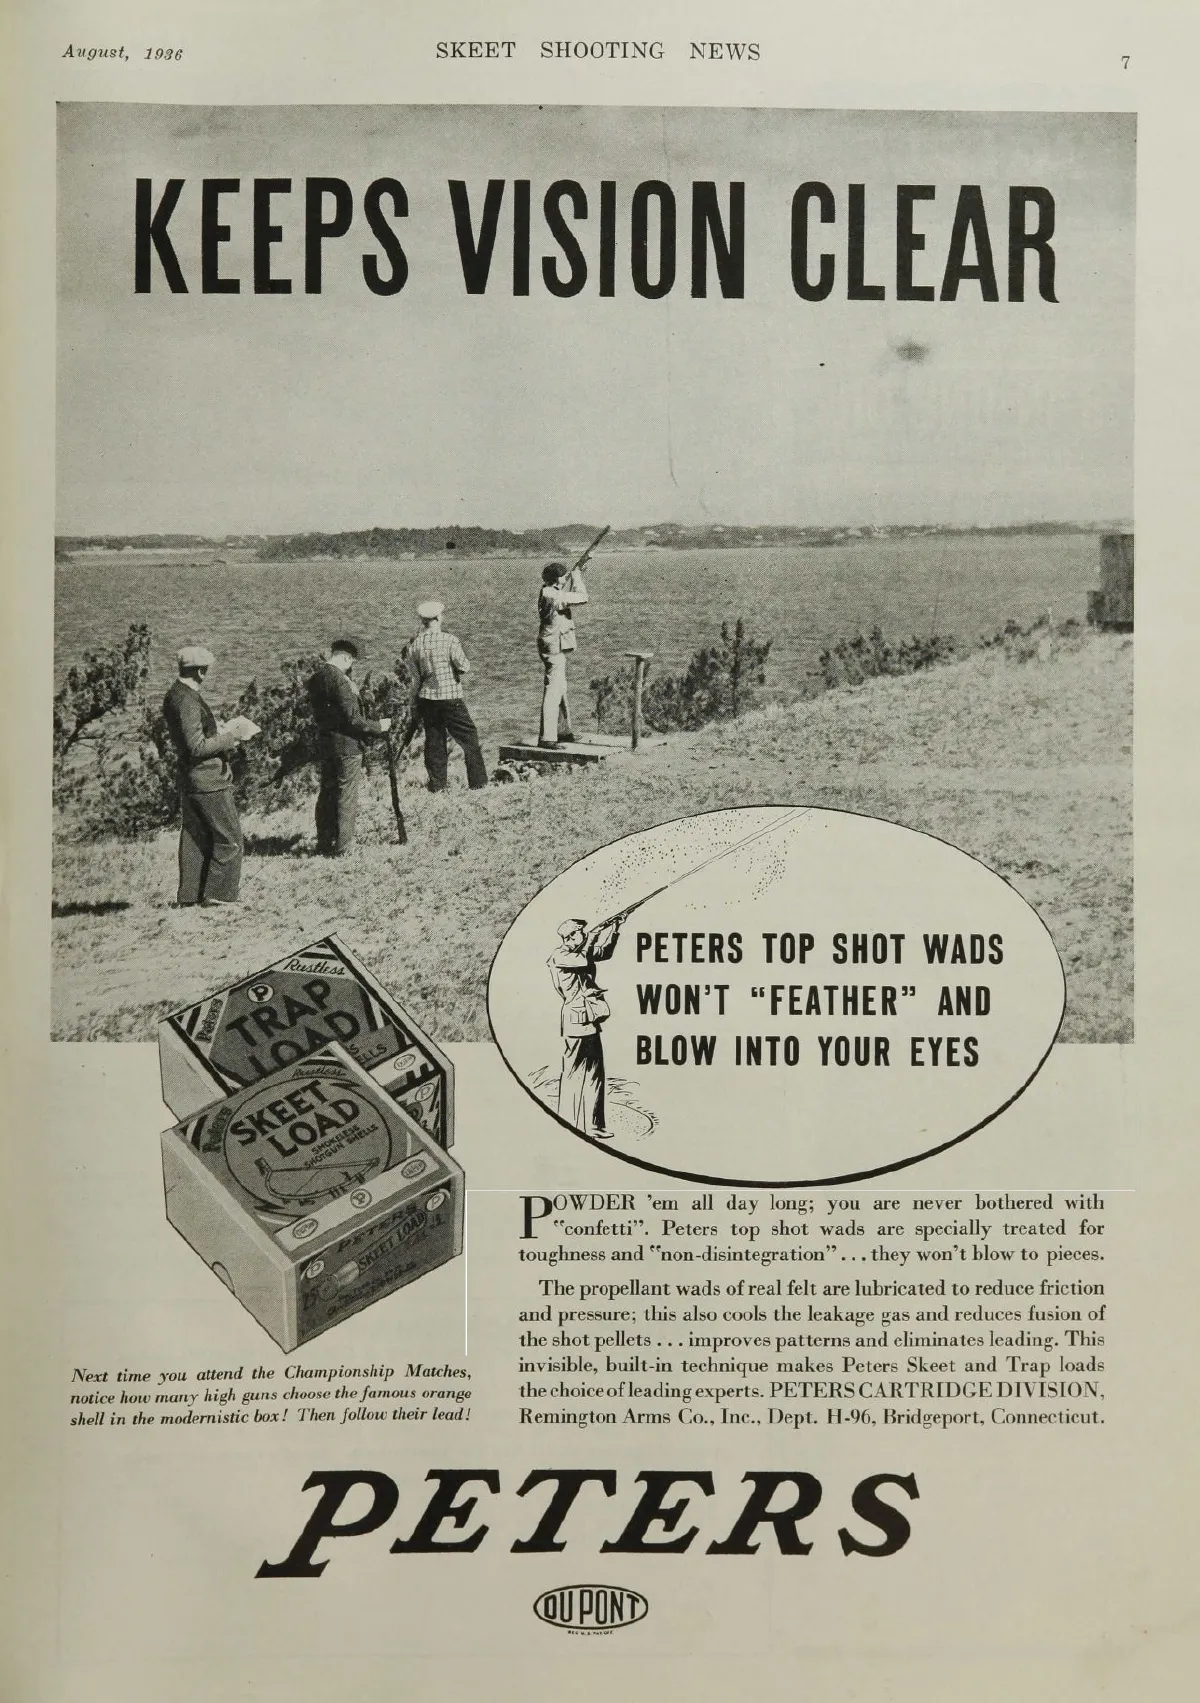 August, 1936
SKEET SHOOTING NEWS
7
KEEPS VISION CLEAR
PETERS TOP SHOT WADS
WON'T "FEATHER" AND
BLOW INTO YOUR EYES
Rustless
Peters
P
TRAP
LOAD
Rustless
Peters
SKEET
LOAD
SMOKELESS
SHOTGUN SHELLS
P
PETERS
SKEET LOAD
POWDER 'em all day long; you are never bothered with
"confetti". Peters top shot wads are specially treated for
toughness and "non-disintegration" . . . they won't blow to pieces.
The propellant wads of real felt are lubricated to reduce friction
and pressure; this also cools the leakage gas and reduces fusion of
the shot pellets . . . improves patterns and eliminates leading. This
invisible, built-in technique makes Peters Skeet and Trap loads
the choice of leading experts. PETERS CARTRIDGE DIVISION,
Remington Arms Co., Inc., Dept. H-96, Bridgeport, Connecticut.
Next time you attend the Championship Matches,
notice how many high guns choose the famous orange
shell in the modernistic box! Then follow their lead!
PETERS
DU PONT